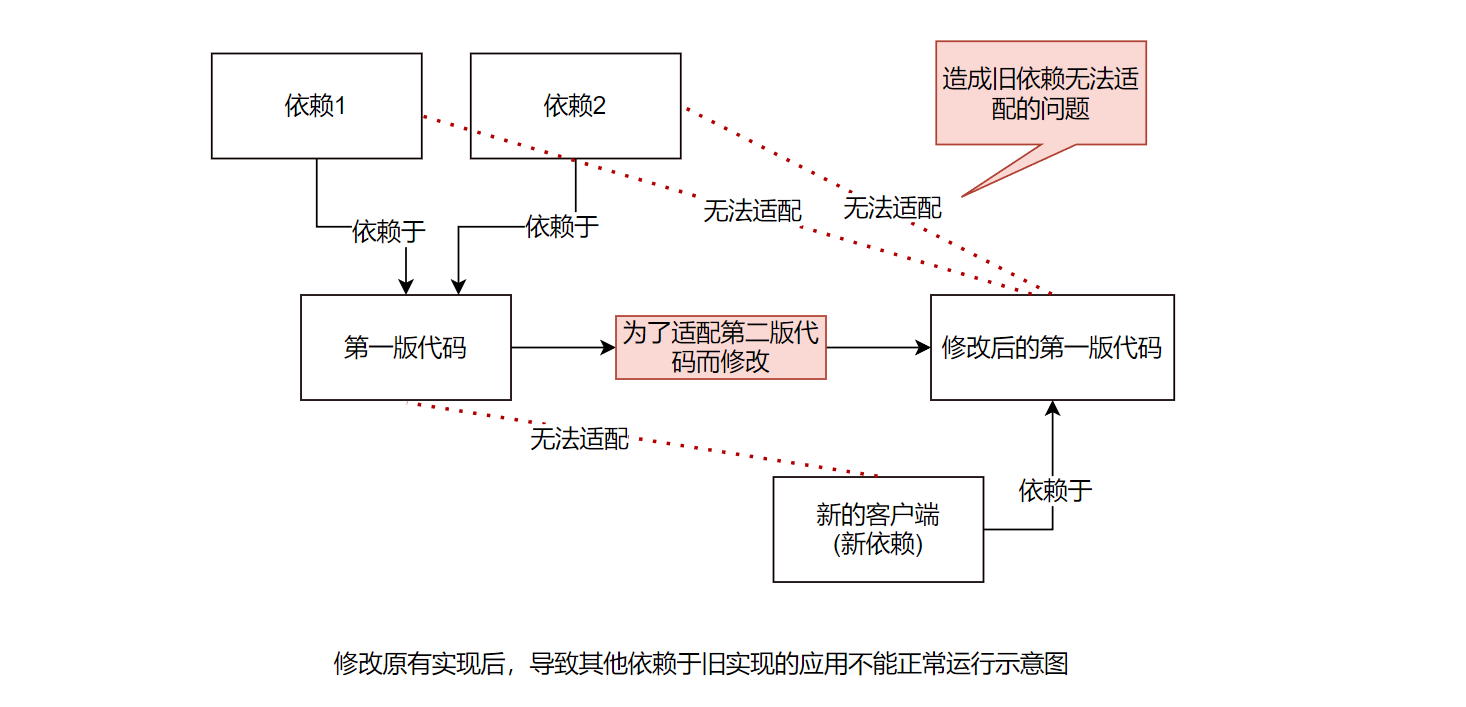 依赖1
依赖2
造成旧依赖无法适
配的问题
无法适配
无法适配
依赖于
依赖于
第一版代码
为了适配第二版代
码而修改
修改后的第一版代码
无法适配
依赖于
新的客户端
(新依赖)
修改原有实现后，导致其他依赖于旧实现的应用不能正常运行示意图